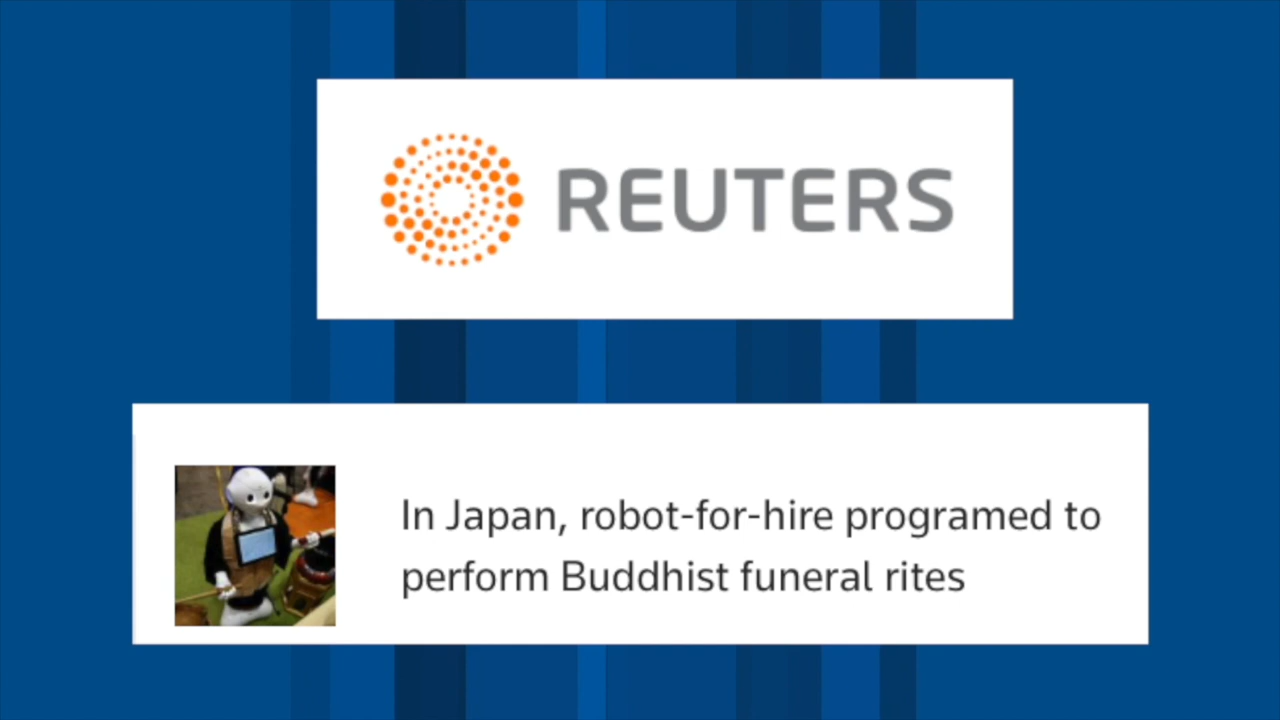 REUTERS
In Japan, robot-for-hire programed to
perform Buddhist funeral rites